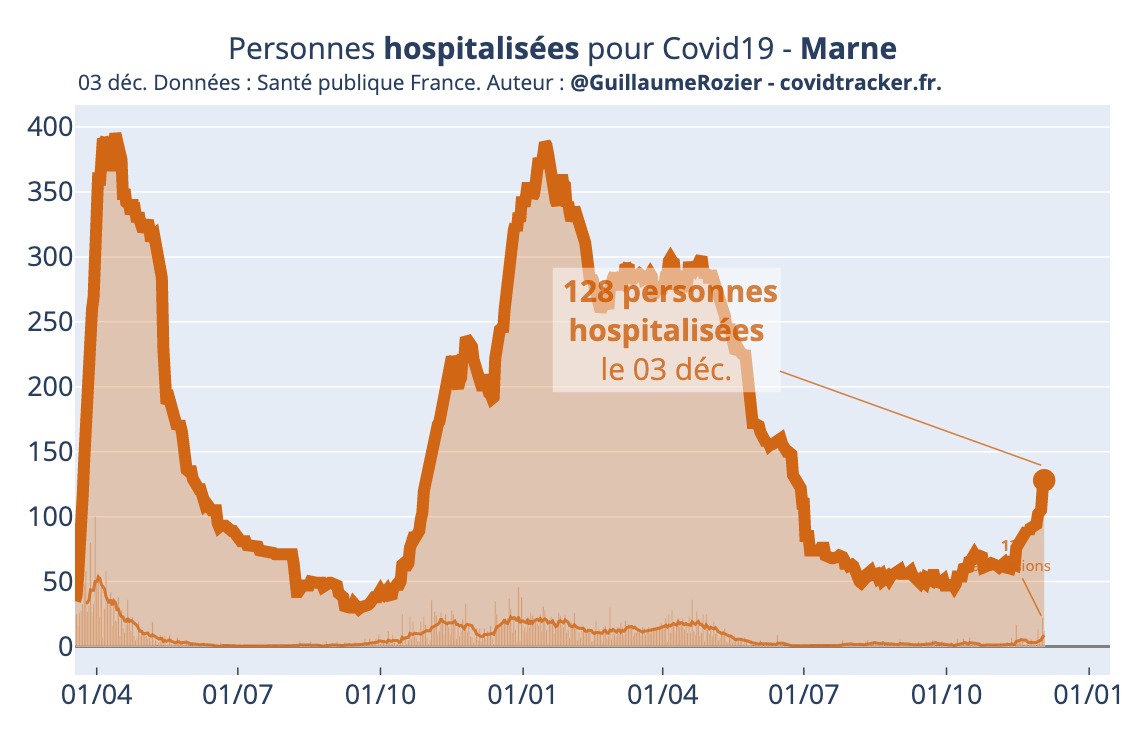 Personnes hospitalisées pour Covid19 - Marne
03 déc. Données : Santé publique France. Auteur : @GuillaumeRozier - covidtracker.fr.
400
350
300
250
200
150
100
50
0
128 personnes
hospitalisées
le 03 déc.
01/04 01/07 01/10 01/01 01/04 01/07 01/10 01/01